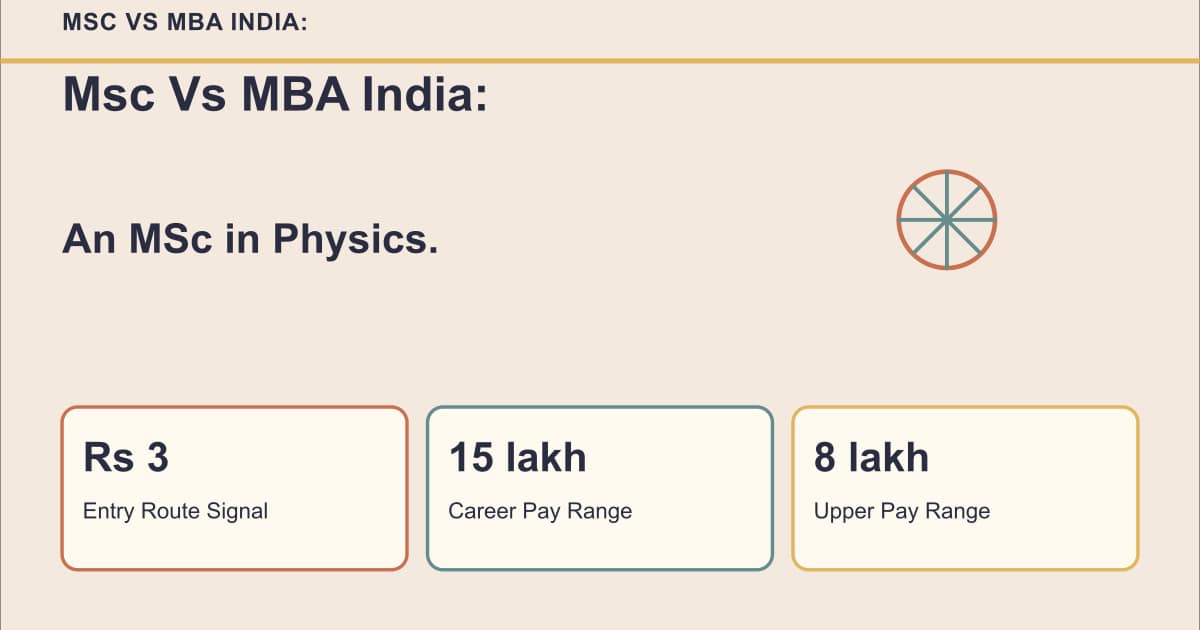 MSC VS MBA INDIA:
Msc Vs MBA India:
An MSc in Physics.
Rs 3
Entry Route Signal
15 lakh
Career Pay Range
8 lakh
Upper Pay Range